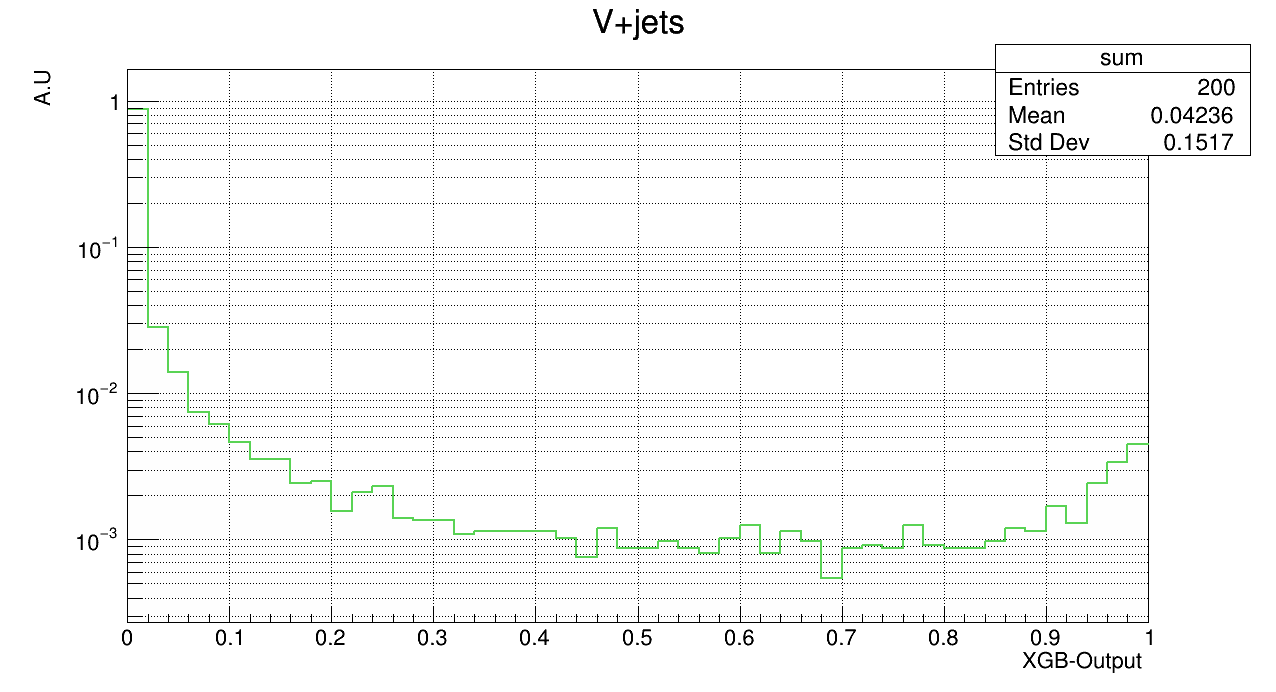 V+jets
A.U
sum
Entries 200
Mean 0.04236
Std Dev 0.1517
1
10⁻¹
10⁻²
10⁻³
0 0.1 0.2 0.3 0.4 0.5 0.6 0.7 0.8 0.9 1
XGB-Output